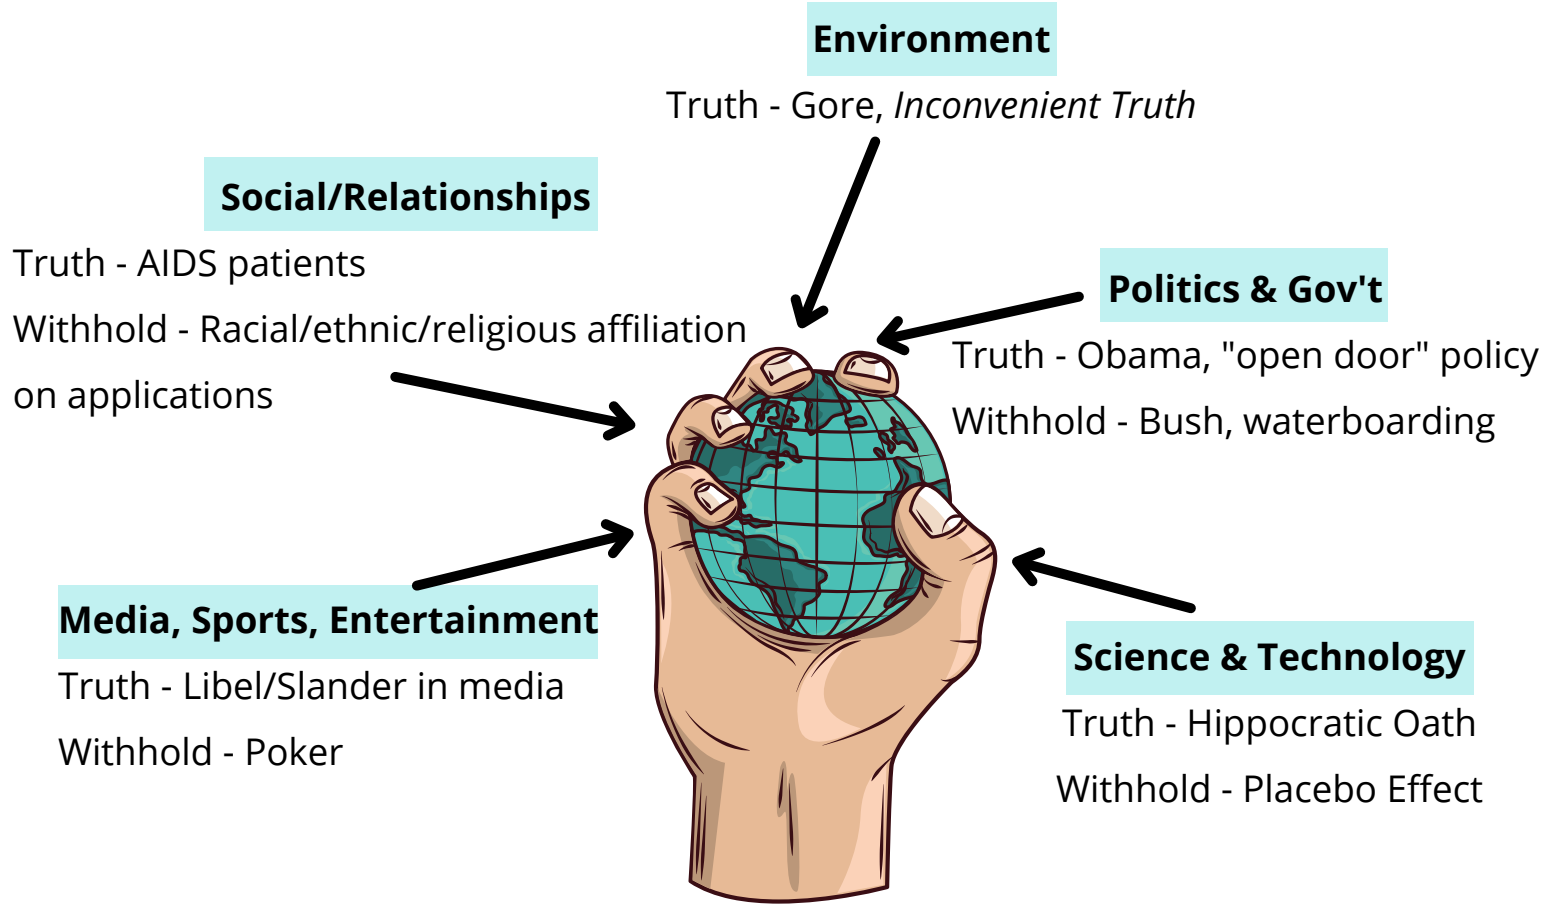 Environment
Truth - Gore, Inconvenient Truth
Social/Relationships
Truth - AIDS patients
Withhold - Racial/ethnic/religious affiliation
on applications
Politics & Gov't
Truth - Obama, "open door" policy
Withhold - Bush, waterboarding
Media, Sports, Entertainment
Truth - Libel/Slander in media
Withhold - Poker
Science & Technology
Truth - Hippocratic Oath
Withhold - Placebo Effect